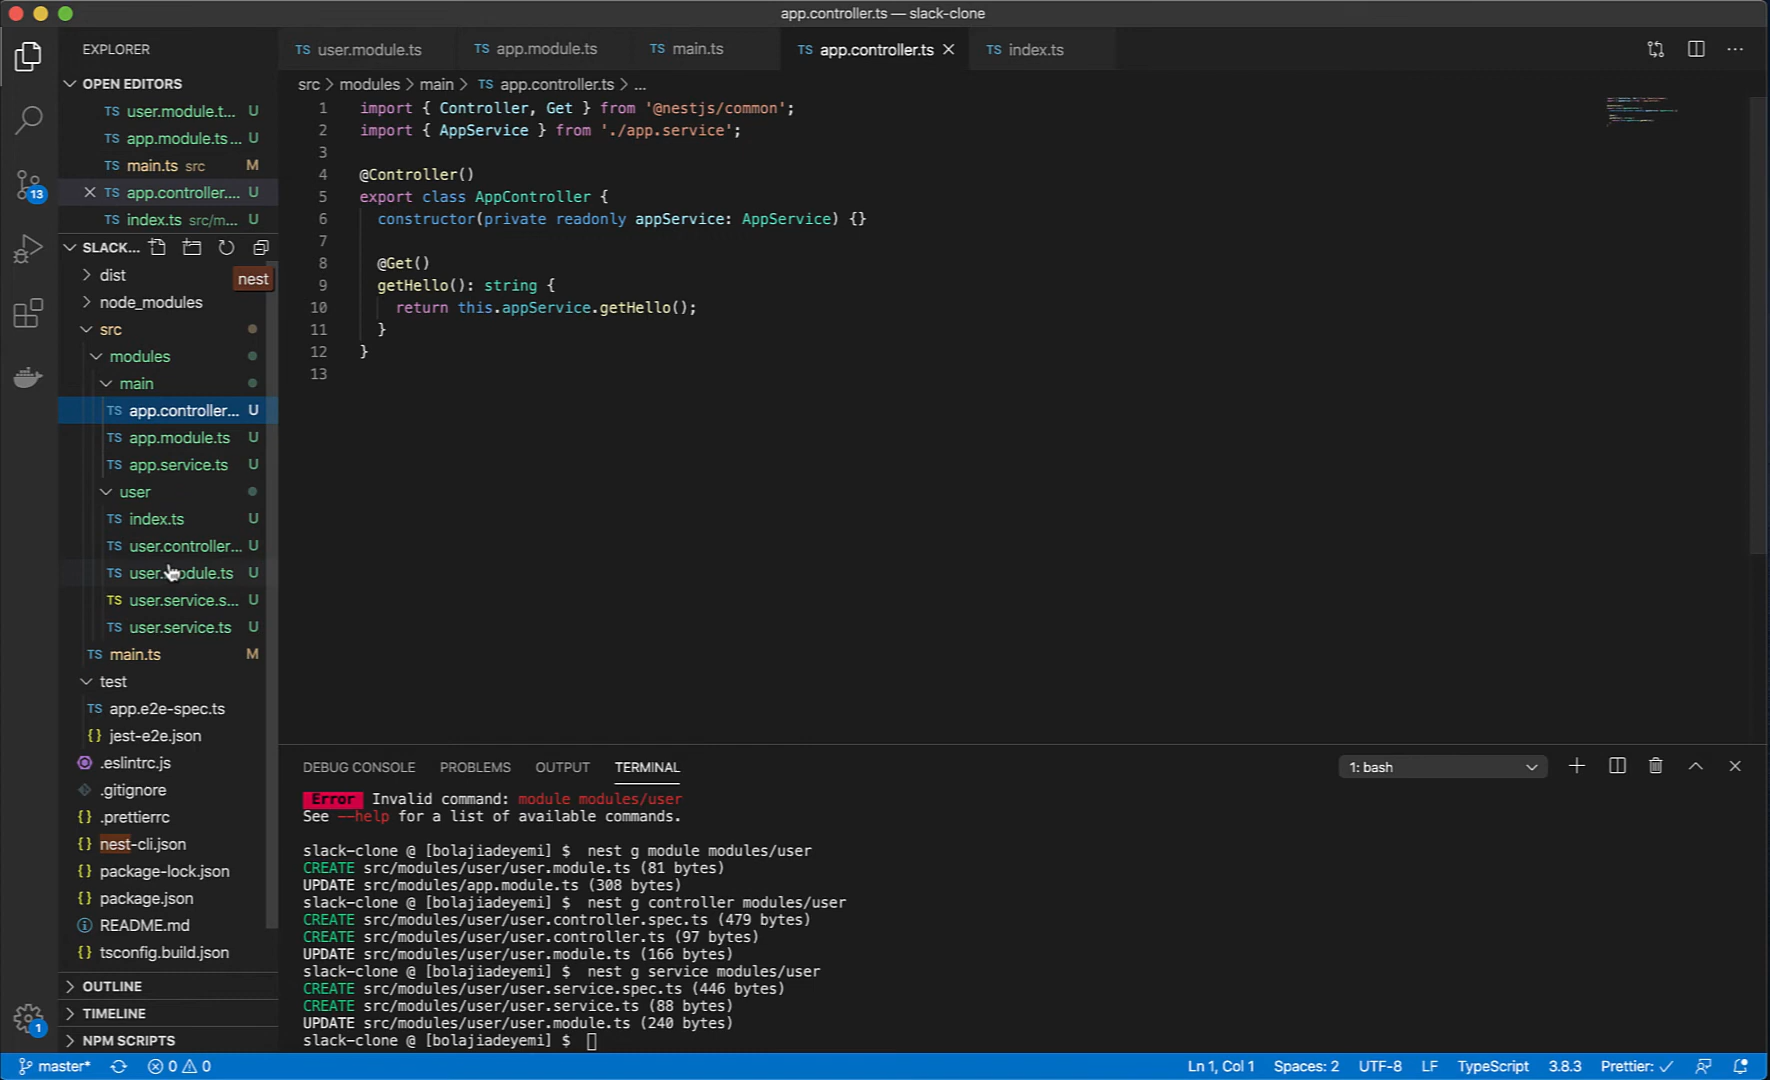 app.controller.ts — slack-clone
EXPLORER
OPEN EDITORS
TS user.module.t... U
TS app.module.ts... U
TS main.ts src M
TS app.controller.... U
TS index.ts src/m... U
SLACK...
dist
nest
node_modules
src
modules
main
TS app.controller... U
TS app.module.ts U
TS app.service.ts U
user
TS index.ts U
TS user.controller... U
TS user.module.ts U
TS user.service.s... U
TS user.service.ts U
TS main.ts M
test
TS app.e2e-spec.ts
{} jest-e2e.json
.eslintrc.js
.gitignore
{} .prettierrc
{} nest-cli.json
{} package-lock.json
{} package.json
README.md
{} tsconfig.build.json
OUTLINE
TIMELINE
NPM SCRIPTS
13
1
TS user.module.ts TS app.module.ts TS main.ts TS app.controller.ts TS index.ts
src > modules > main > TS app.controller.ts > ...
1 import { Controller, Get } from '@nestjs/common';
2 import { AppService } from './app.service';
3
4 @Controller()
5 export class AppController {
6 constructor(private readonly appService: AppService) {}
7
8 @Get()
9 getHello(): string {
10 return this.appService.getHello();
11 }
12 }
13
DEBUG CONSOLE PROBLEMS OUTPUT TERMINAL 1: bash
Error Invalid command: module modules/user
See --help for a list of available commands.
slack-clone @ [bolajiadeyemi] $ nest g module modules/user
CREATE src/modules/user/user.module.ts (81 bytes)
UPDATE src/modules/app.module.ts (308 bytes)
slack-clone @ [bolajiadeyemi] $ nest g controller modules/user
CREATE src/modules/user/user.controller.spec.ts (479 bytes)
CREATE src/modules/user/user.controller.ts (97 bytes)
UPDATE src/modules/user/user.module.ts (166 bytes)
slack-clone @ [bolajiadeyemi] $ nest g service modules/user
CREATE src/modules/user/user.service.spec.ts (446 bytes)
CREATE src/modules/user/user.service.ts (88 bytes)
UPDATE src/modules/user/user.module.ts (240 bytes)
slack-clone @ [bolajiadeyemi] $
master* 0 0 Ln 1, Col 1 Spaces: 2 UTF-8 LF TypeScript 3.8.3 Prettier: ✓